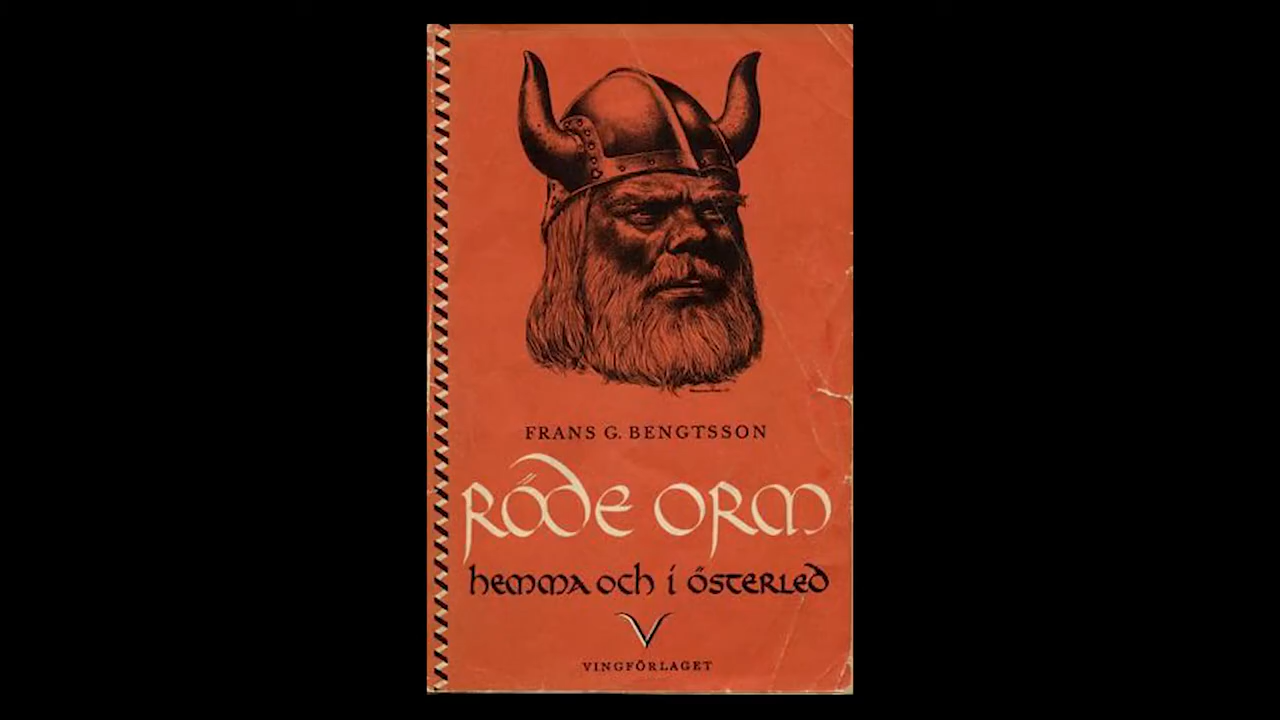 FRANS G. BENGTSSON
RÖDE ORM
hemma och i österled
V
VINGFÖRLAGET